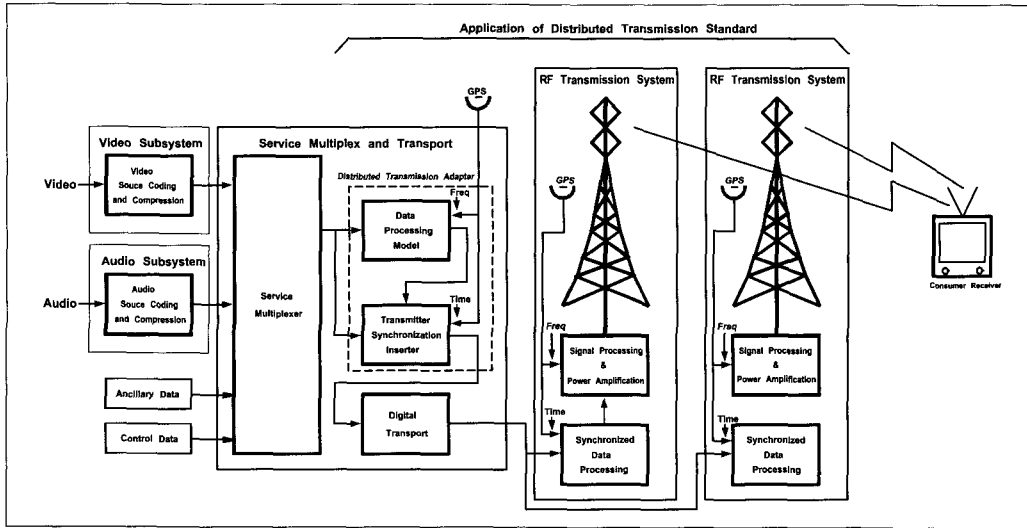 Application of Distributed Transmission Standard
RF Transmission System
RF Transmission System
GPS
Video Subsystem
Service Multiplex and Transport
Video
Video
Souce Coding
and Compression
Distributed Transmission Adapter
Freq
Data
Processing
Model
GPS
GPS
Audio Subsystem
Audio
Audio
Souce Coding
and Compression
Service
Multiplexer
Time
Transmitter
Synchronization
Inserter
Consumer Receiver
Freq
Signal Processing
&
Power Amplification
Freq
Signal Processing
&
Power Amplification
Ancillary Data
Control Data
Digital
Transport
Time
Synchronized
Data
Processing
Time
Synchronized
Data
Processing